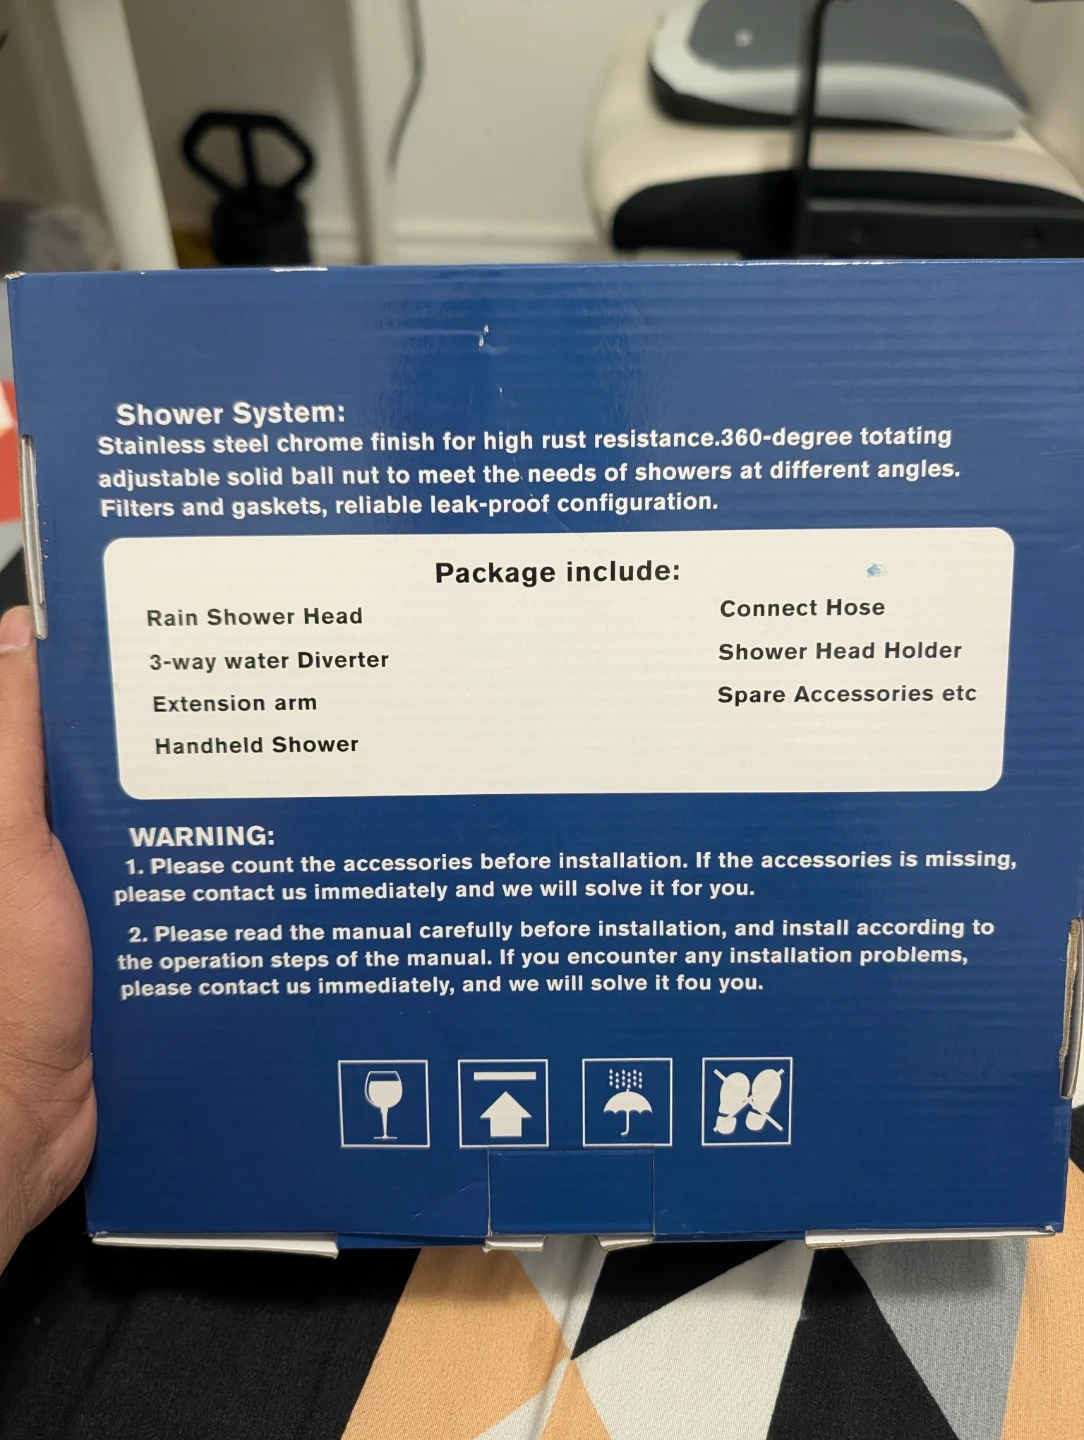 Shower System:
Stainless steel chrome finish for high rust resistance.360-degree totating
adjustable solid ball nut to meet the needs of showers at different angles.
Filters and gaskets, reliable leak-proof configuration.
Package include:
Rain Shower Head
3-way water Diverter
Extension arm
Handheld Shower
Connect Hose
Shower Head Holder
Spare Accessories etc
WARNING:
1. Please count the accessories before installation. If the accessories is missing,
please contact us immediately and we will solve it for you.
2. Please read the manual carefully before installation, and install according to
the operation steps of the manual. If you encounter any installation problems,
please contact us immediately, and we will solve it fou you.